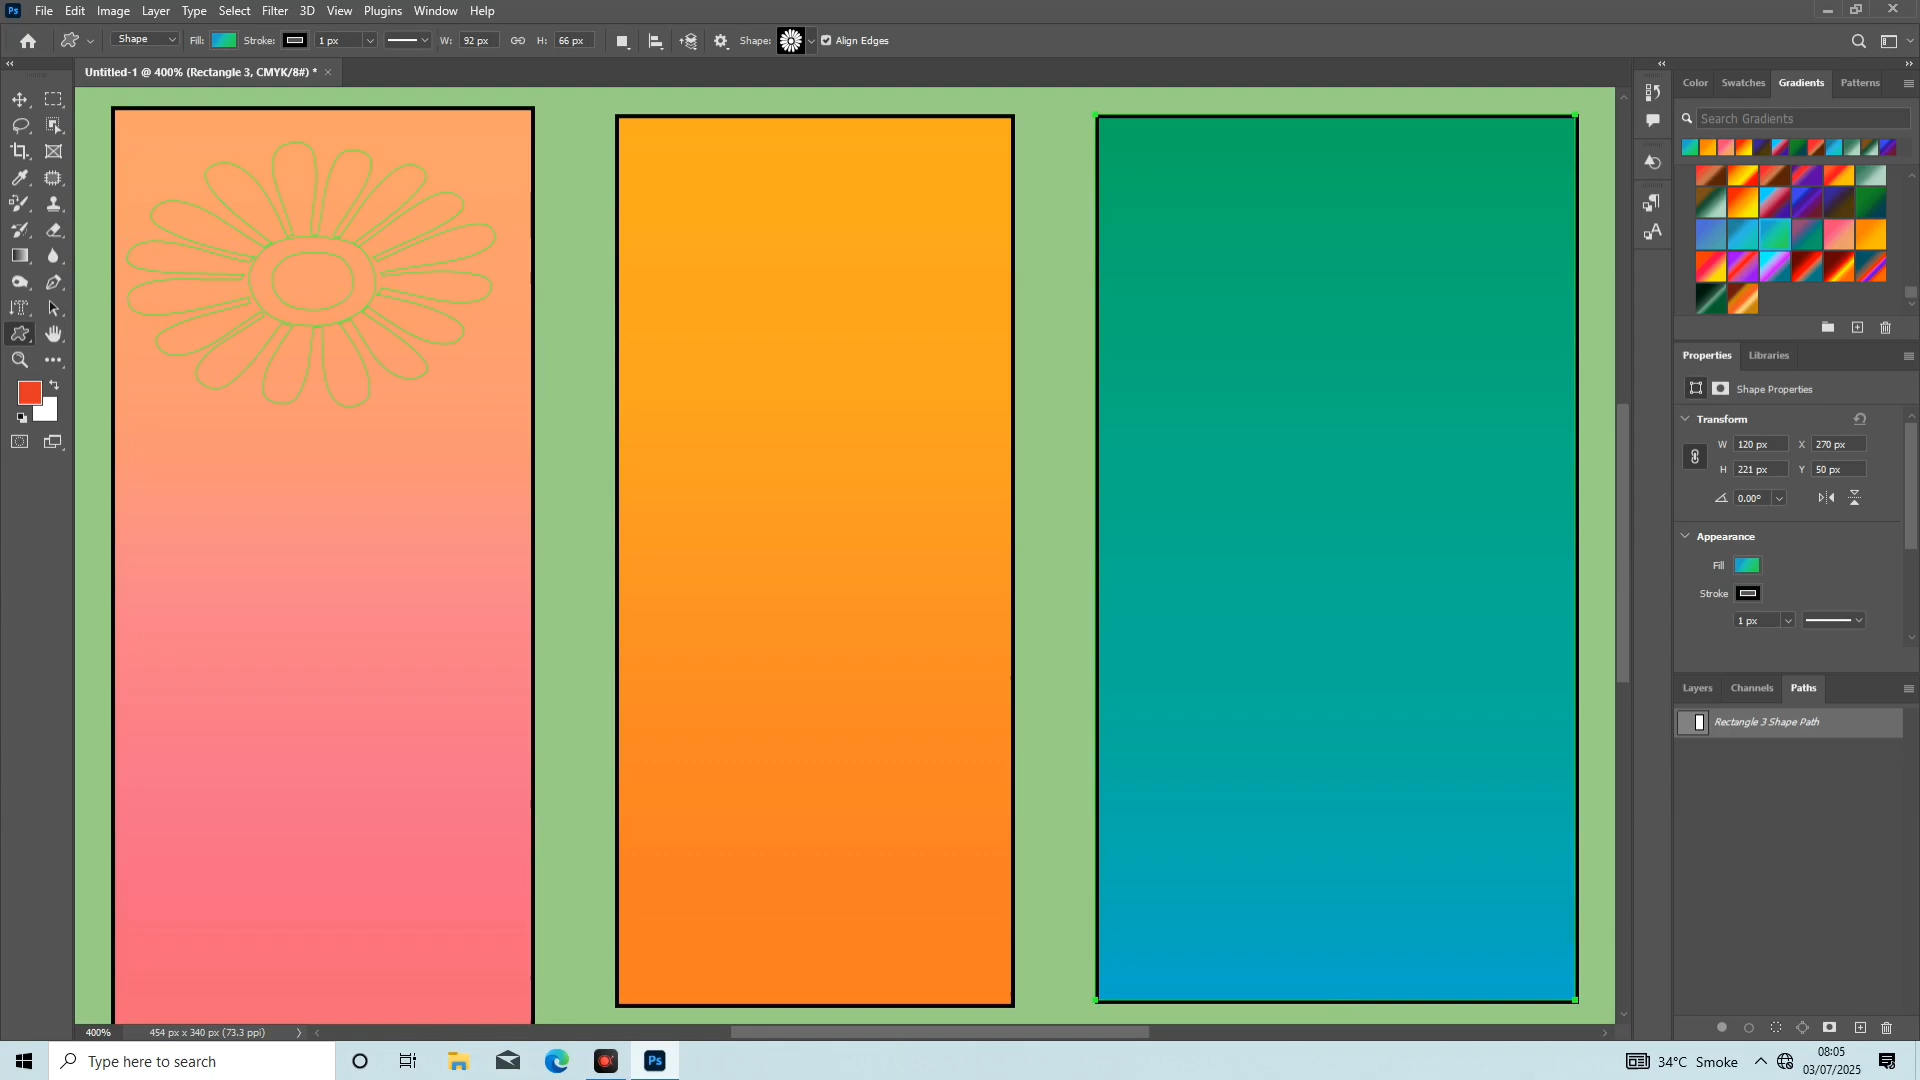 Ps File Edit Image Layer Type Select Filter 3D View Plugins Window Help
Shape Fill: Stroke: 1 px W: 92 px H: 66 px Shape: Align Edges
Untitled-1 @ 400% (Rectangle 3, CMYK/8#) * ×
Color Swatches Gradients Patterns
Search Gradients
Properties Libraries
Shape Properties
Transform
W 120 px X 270 px
H 221 px Y 50 px
0.00°
Appearance
Fill
Stroke
1 px
Layers Channels Paths
Rectangle 3 Shape Path
400% 454 px x 340 px (73.3 ppi)
Type here to search
Ps
34°C Smoke
08:05
03/07/2025